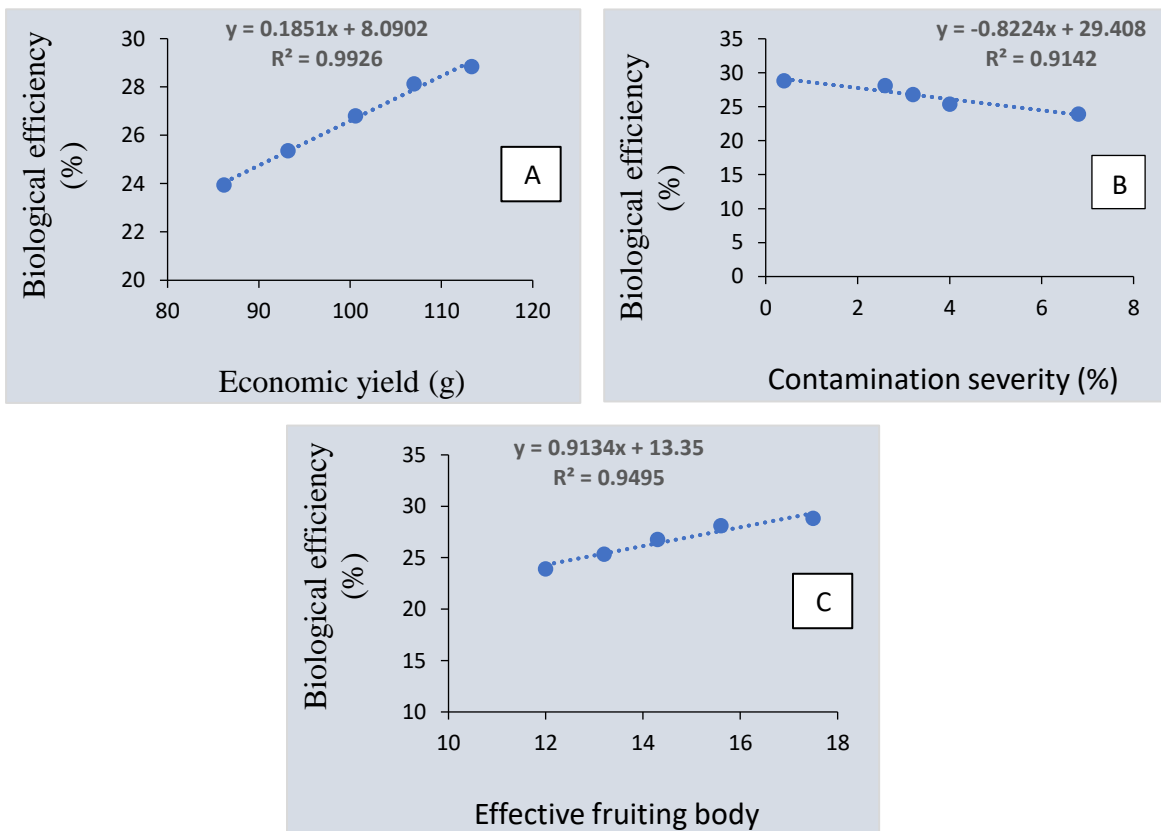 y = 0.1851x + 8.0902
R² = 0.9926
Biological efficiency
(%)
30
28
26
24
22
20
80
90
100
110
120
Economic yield (g)
A
y = -0.8224x + 29.408
R² = 0.9142
Biological efficiency
(%)
35
30
25
20
15
10
5
0
0
2
4
6
8
Contamination severity (%)
B
y = 0.9134x + 13.35
R² = 0.9495
Biological efficiency
(%)
35
30
25
20
15
10
10
12
14
16
18
Effective fruiting body
C